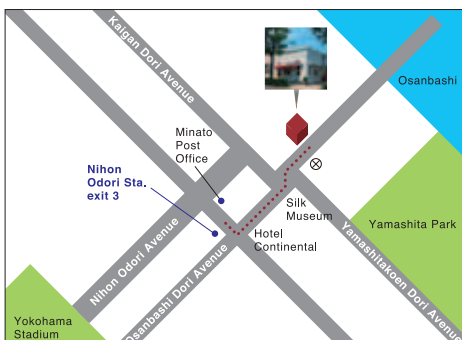 Kaigan Dori Avenue
Osanbashi
Minato
Post
Office
Nihon
Odori Sta.
exit 3
Silk
Museum
Yamashita Park
Hotel
Continental
Nihon Odori Avenue
Osanbashi Dori Avenue
Yamashitakoen Dori Avenue
Yokohama
Stadium